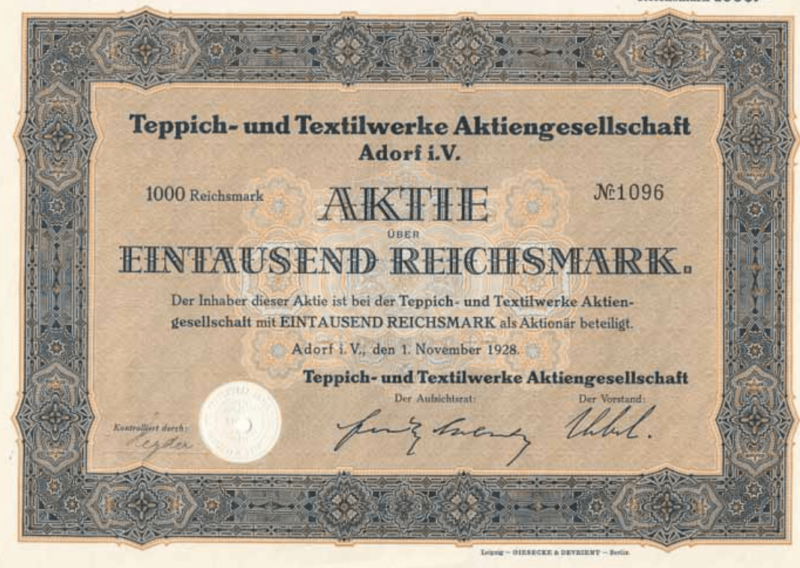 Teppich- und Textilwerke Aktiengesellschaft
Adorf i.V.
1000 Reichsmark
AKTIE
№1096
ÜBER
EINTAUSEND REICHSMARK.
Der Inhaber dieser Aktie ist bei der Teppich- und Textilwerke Aktien-
gesellschaft mit EINTAUSEND REICHSMARK als Aktionär beteiligt.
Adorf i. V., den 1. November 1928.
Teppich- und Textilwerke Aktiengesellschaft
Der Aufsichtsrat:
Der Vorstand:
Kontrolliert durch:
Leipzig — GIESECKE & DEVRIENT — Berlin